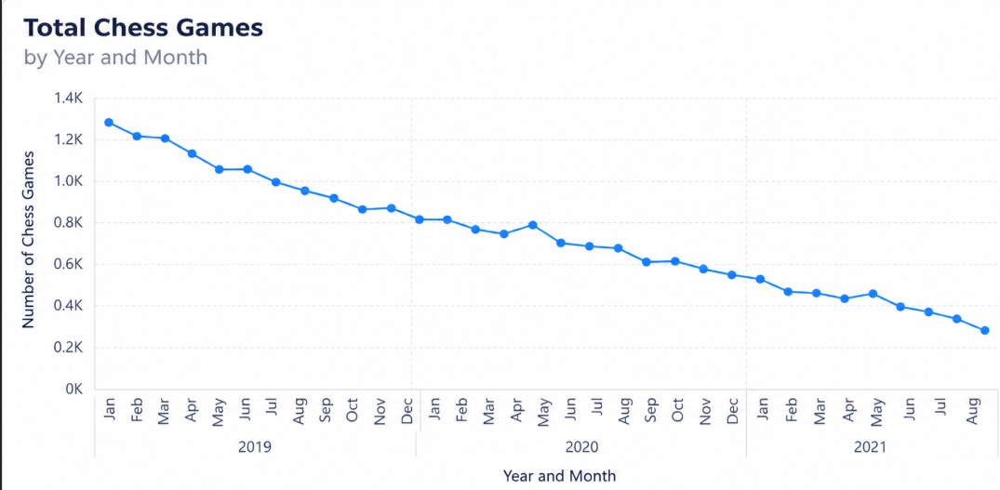 Total Chess Games
by Year and Month
1.4K
1.2K
1.0K
0.8K
0.6K
0.4K
0.2K
0K
Number of Chess Games
Jan Feb Mar Apr May Jun Jul Aug Sep Oct Nov Dec Jan Feb Mar Apr May Jun Jul Aug Sep Oct Nov Dec Jan Feb Mar Apr May Jun Jul Aug
2019 2020 2021
Year and Month